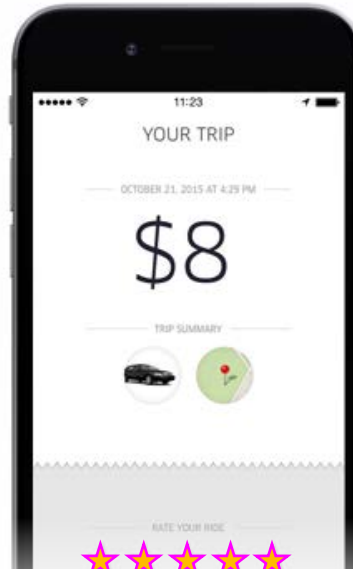 11:23
YOUR TRIP
OCTOBER 21, 2015 AT 4:29 PM
$8
TRIP SUMMARY
RATE YOUR RIDE